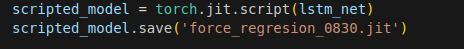 scripted_model = torch.jit.script(lstm_net)
scripted_model.save('force_regresion_0830.jit')